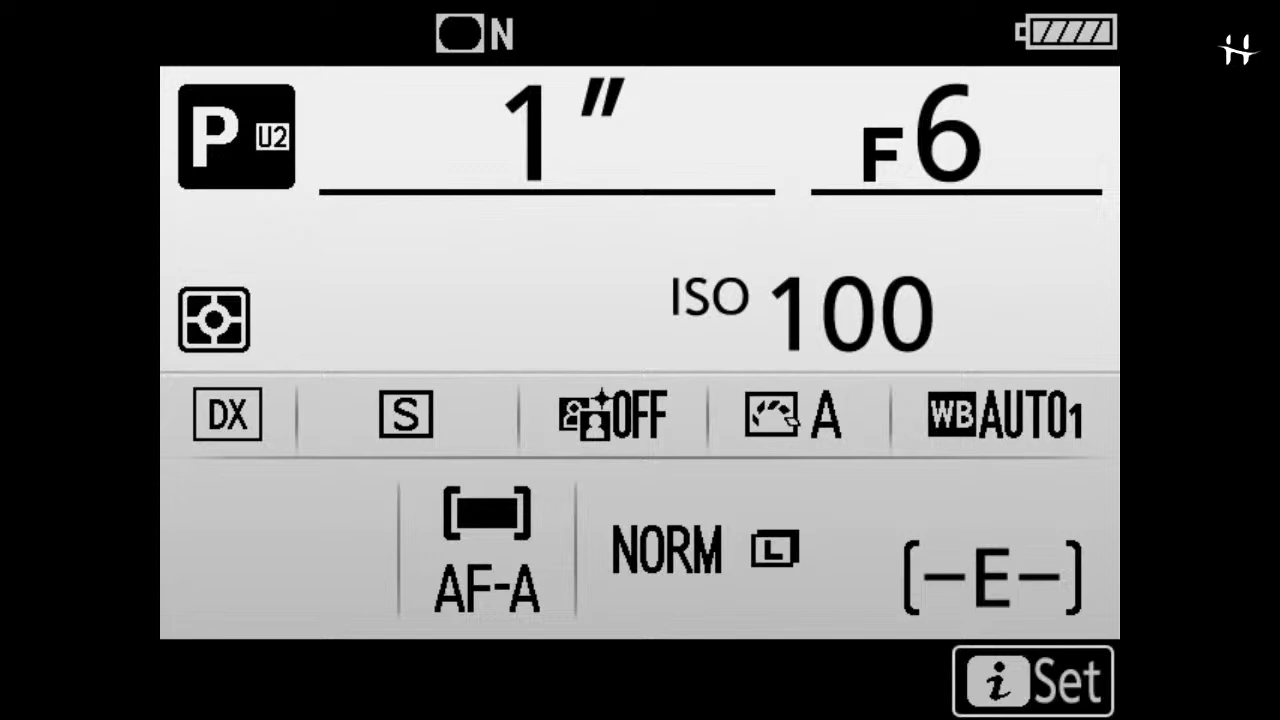 N
P U2 1" F6
ISO 100
DX S OFF A WB AUTO1
AF-A NORM L [-E-]
i Set